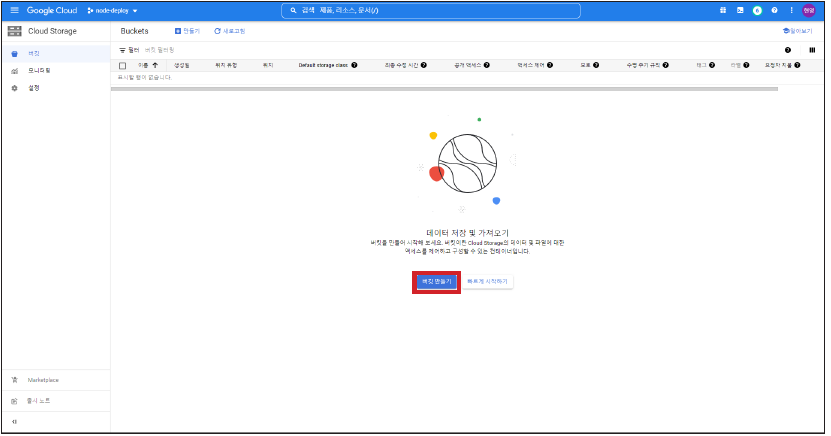 Google Cloud
node-deploy
검색 제품, 리소스, 문서(/)
6
현영
Cloud Storage
Buckets
만들기
새로고침
알아보기
버킷
모니터링
설정
필터 버킷 필터링
이름 생성일 위치 유형 위치 Default storage class 최종 수정 시간 공개 액세스 액세스 제어 보호 수명 주기 규칙 태그 라벨 요청자 지불
표시할 행이 없습니다.
데이터 저장 및 가져오기
버킷을 만들어 시작해 보세요. 버킷이란 Cloud Storage의 데이터 및 파일에 대한
액세스를 제어하고 구성할 수 있는 컨테이너입니다.
버킷 만들기
빠르게 시작하기
Marketplace
출시 노트